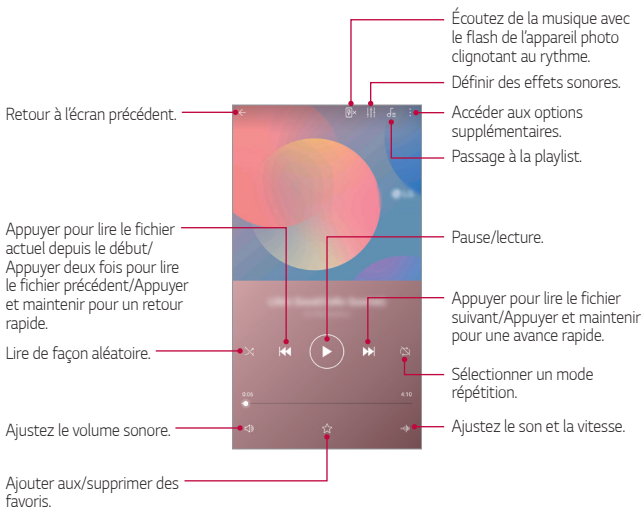 Écoutez de la musique avec
le flash de l'appareil photo
clignotant au rythme.
Définir des effets sonores.
Retour à l'écran précédent.
Accéder aux options
supplémentaires.
Passage à la playlist.
Appuyer pour lire le fichier
actuel depuis le début/
Appuyer deux fois pour lire
le fichier précédent/Appuyer
et maintenir pour un retour
rapide.
Pause/lecture.
Appuyer pour lire le fichier
suivant/Appuyer et maintenir
pour une avance rapide.
Lire de façon aléatoire.
Sélectionner un mode
répétition.
0:04
4:10
Ajustez le volume sonore.
Ajustez le son et la vitesse.
Ajouter aux/supprimer des
favoris.